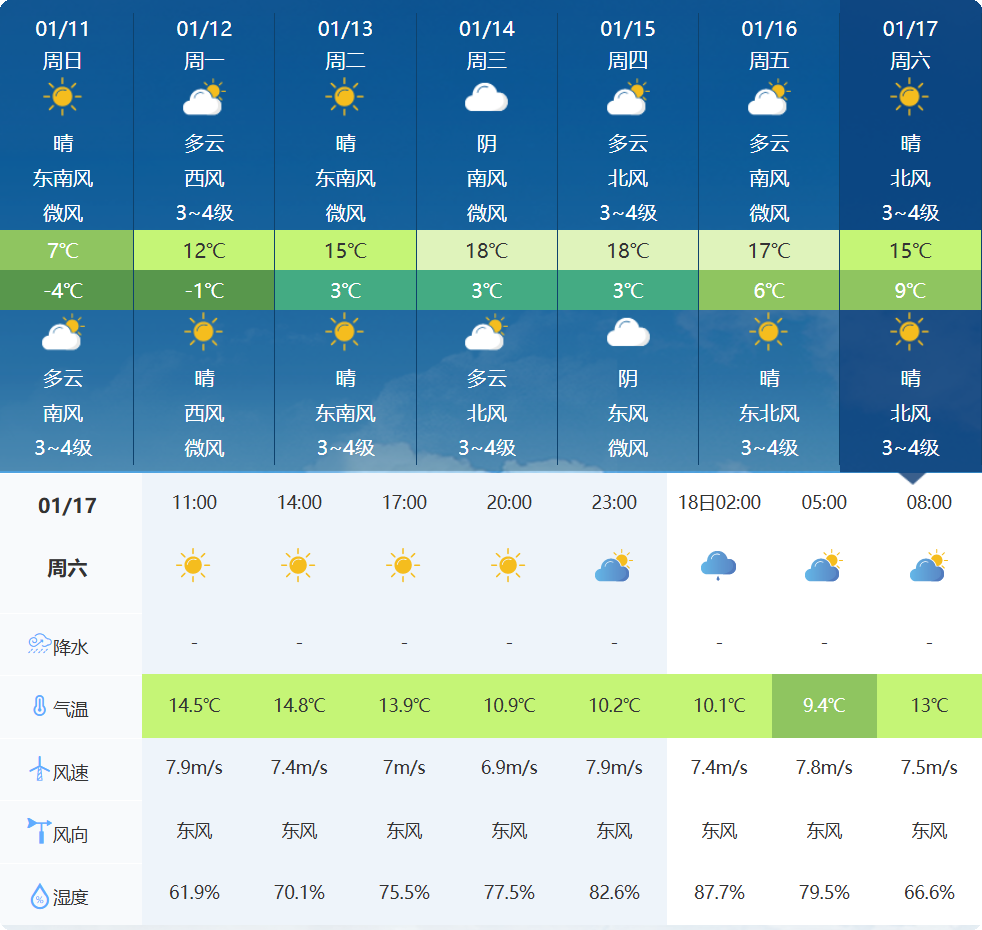 01/11 01/12 01/13 01/14 01/15 01/16 01/17
周日 周一 周二 周三 周四 周五 周六
晴 多云 晴 阴 多云 多云 晴
东南风 西风 东南风 南风 北风 南风 北风
微风 3~4级 微风 微风 3~4级 微风 3~4级
7℃ 12℃ 15℃ 18℃ 18℃ 17℃ 15℃
-4℃ -1℃ 3℃ 3℃ 3℃ 6℃ 9℃
多云 晴 晴 多云 阴 晴 晴
南风 西风 东南风 北风 东风 东北风 北风
3~4级 微风 3~4级 3~4级 微风 3~4级 3~4级
01/17 11:00 14:00 17:00 20:00 23:00 18日02:00 05:00 08:00
周六
降水 - - - - - - - -
气温 14.5℃ 14.8℃ 13.9℃ 10.9℃ 10.2℃ 10.1℃ 9.4℃ 13℃
风速 7.9m/s 7.4m/s 7m/s 6.9m/s 7.9m/s 7.4m/s 7.8m/s 7.5m/s
风向 东风 东风 东风 东风 东风 东风 东风 东风
% 湿度 61.9% 70.1% 75.5% 77.5% 82.6% 87.7% 79.5% 66.6%